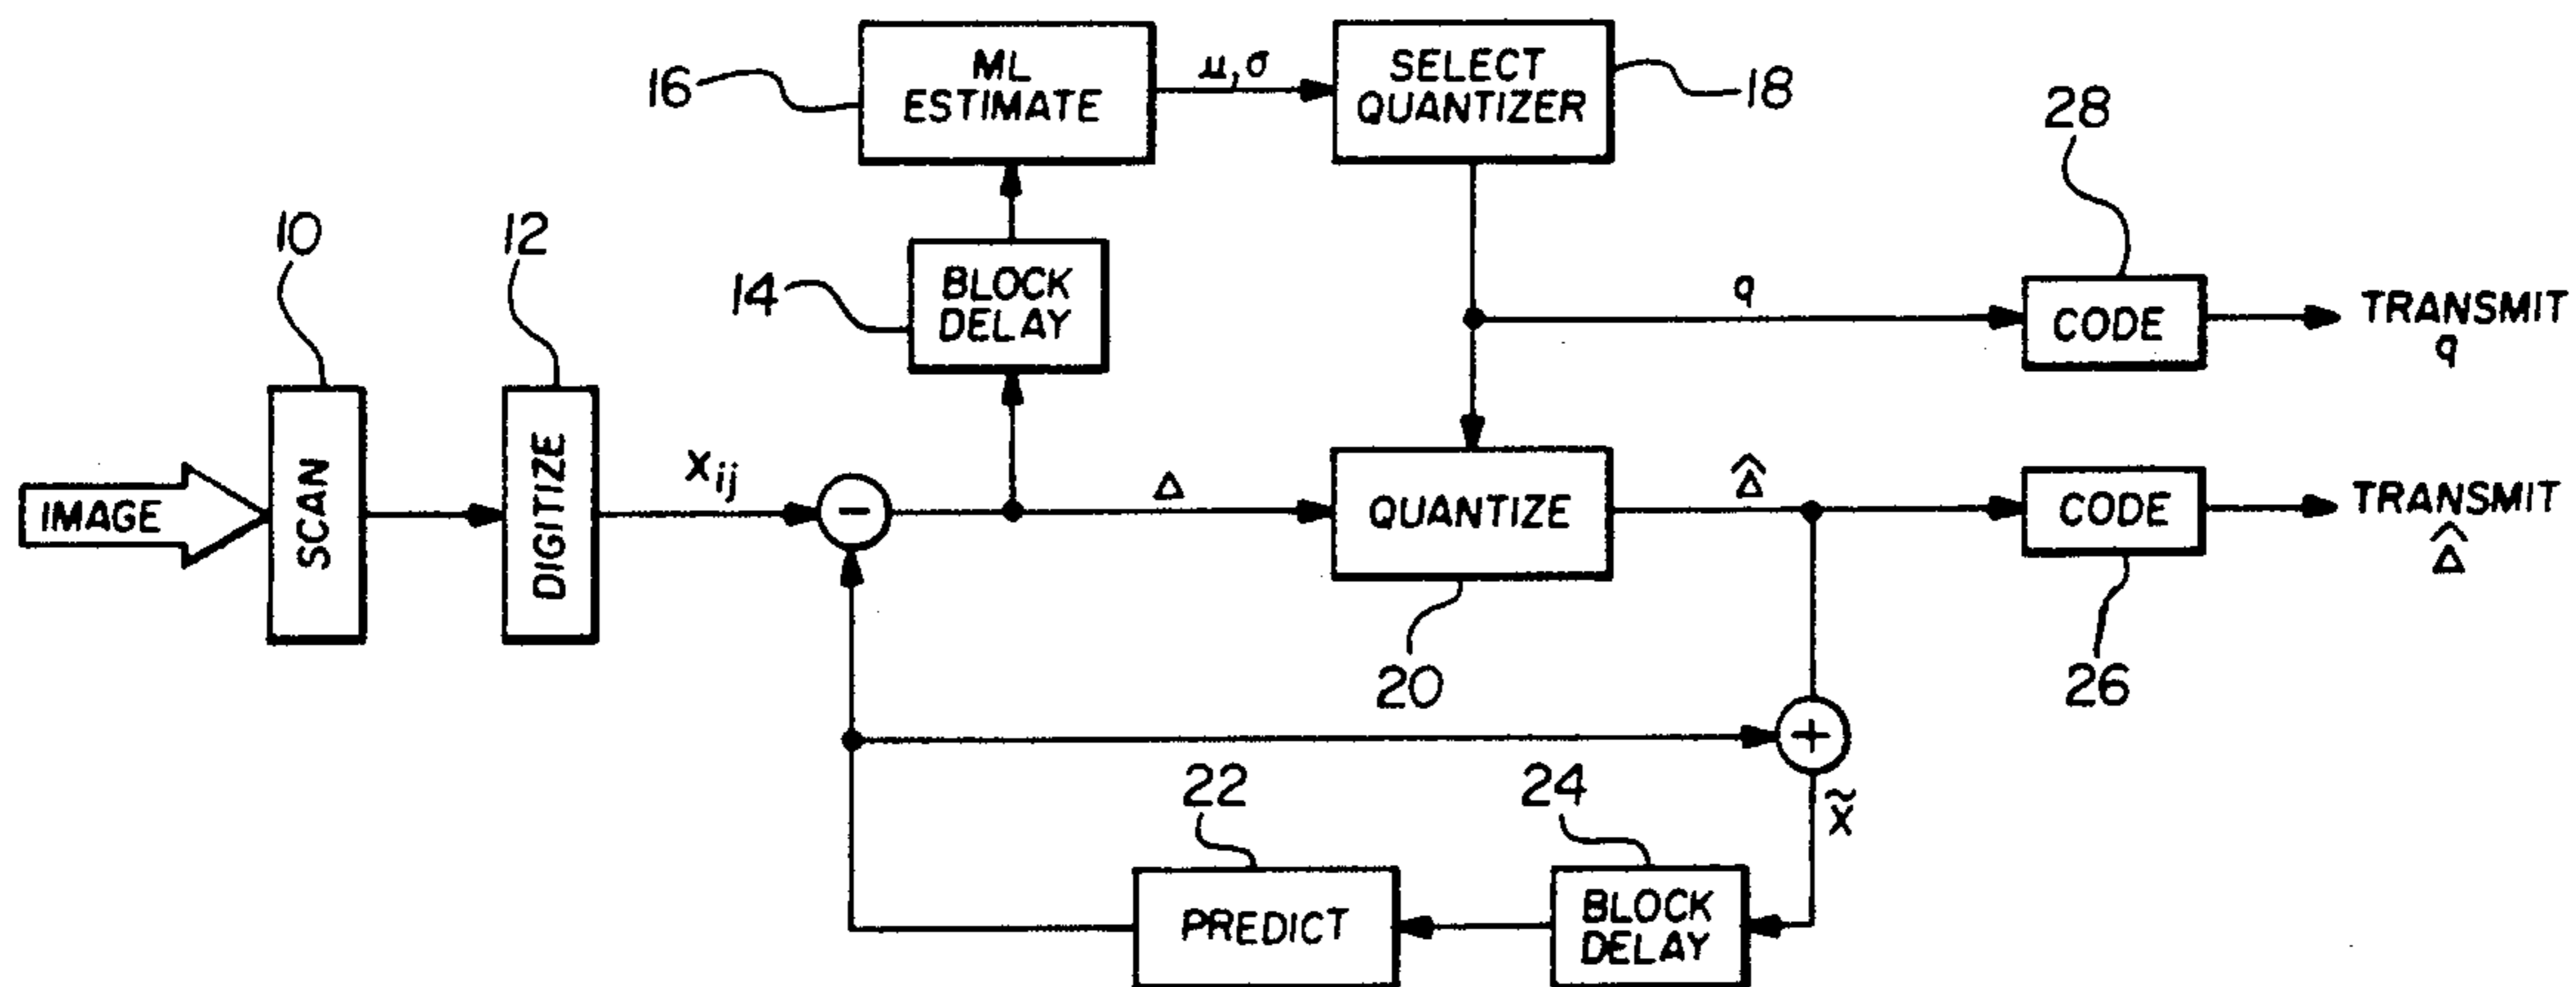 16
ML
ESTIMATE
μ,σ
SELECT
QUANTIZER
18
28
10
12
14
BLOCK
DELAY
q
CODE
TRANSMIT
q
IMAGE
SCAN
DIGITIZE
x_ij
-
Δ
QUANTIZE
Δ̂
CODE
TRANSMIT
Δ̂
20
26
+
22
24
x̃
PREDICT
BLOCK
DELAY